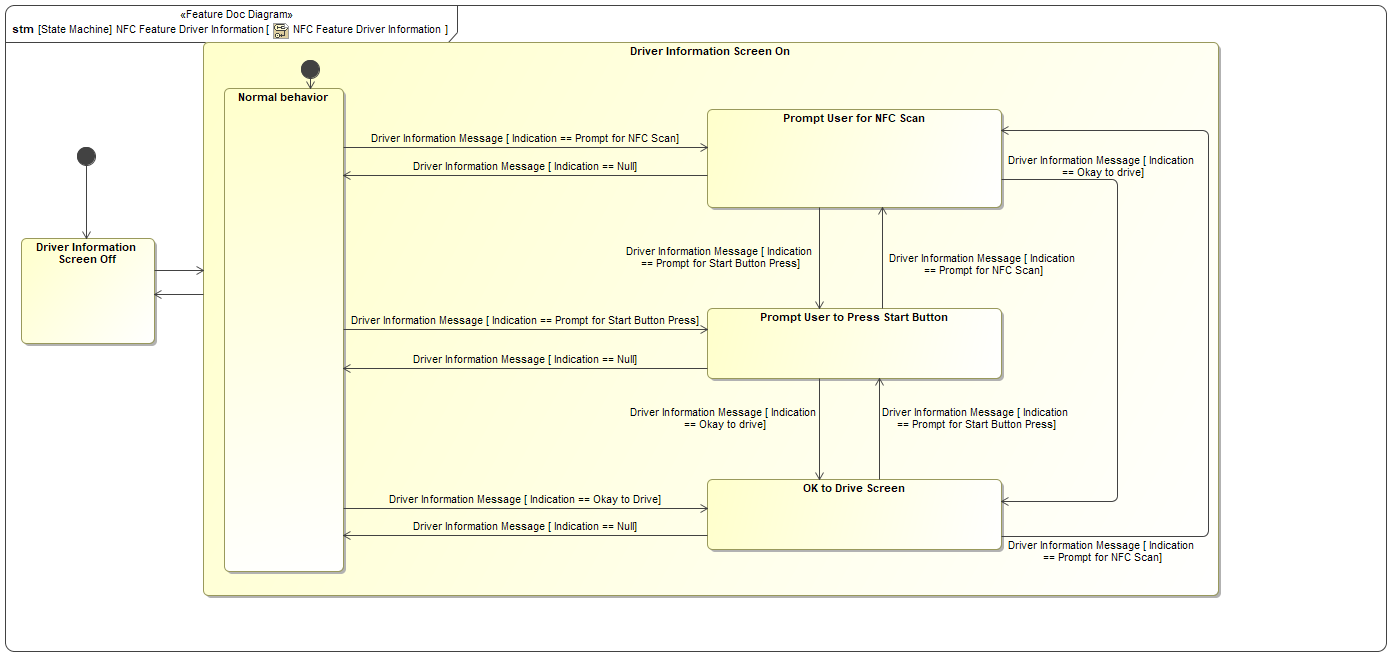 «Feature Doc Diagram»
stm [State Machine] NFC Feature Driver Information [ NFC Feature Driver Information ]
Driver Information Screen On
Normal behavior
Prompt User for NFC Scan
Driver Information Message [ Indication == Prompt for NFC Scan]
Driver Information Message [ Indication == Null]
Driver Information Message [ Indication
== Okay to drive]
Driver Information
Screen Off
Driver Information Message [ Indication
== Prompt for Start Button Press]
Driver Information Message [ Indication
== Prompt for NFC Scan]
Driver Information Message [ Indication == Prompt for Start Button Press]
Prompt User to Press Start Button
Driver Information Message [ Indication == Null]
Driver Information Message [ Indication
== Okay to drive]
Driver Information Message [ Indication
== Prompt for Start Button Press]
OK to Drive Screen
Driver Information Message [ Indication == Okay to Drive]
Driver Information Message [ Indication == Null]
Driver Information Message [ Indication
== Prompt for NFC Scan]